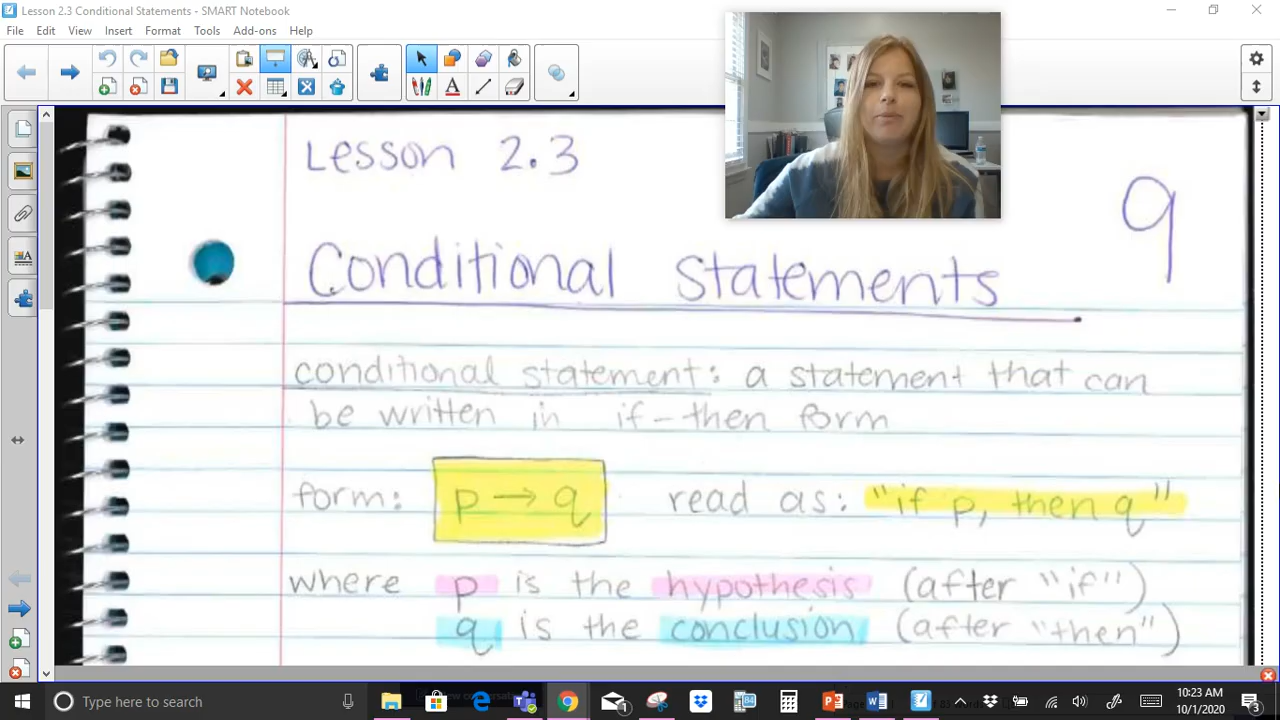 Lesson 2.3 Conditional Statements - SMART Notebook
File Edit View Insert Format Tools Add-ons Help
Lesson 2.3
9
Conditional Statements
conditional statement: a statement that can
be written in if-then form
form: p → q read as: "if p, then q"
where p is the hypothesis (after "if")
q is the conclusion (after "then")
Type here to search
10:23 AM
10/1/2020